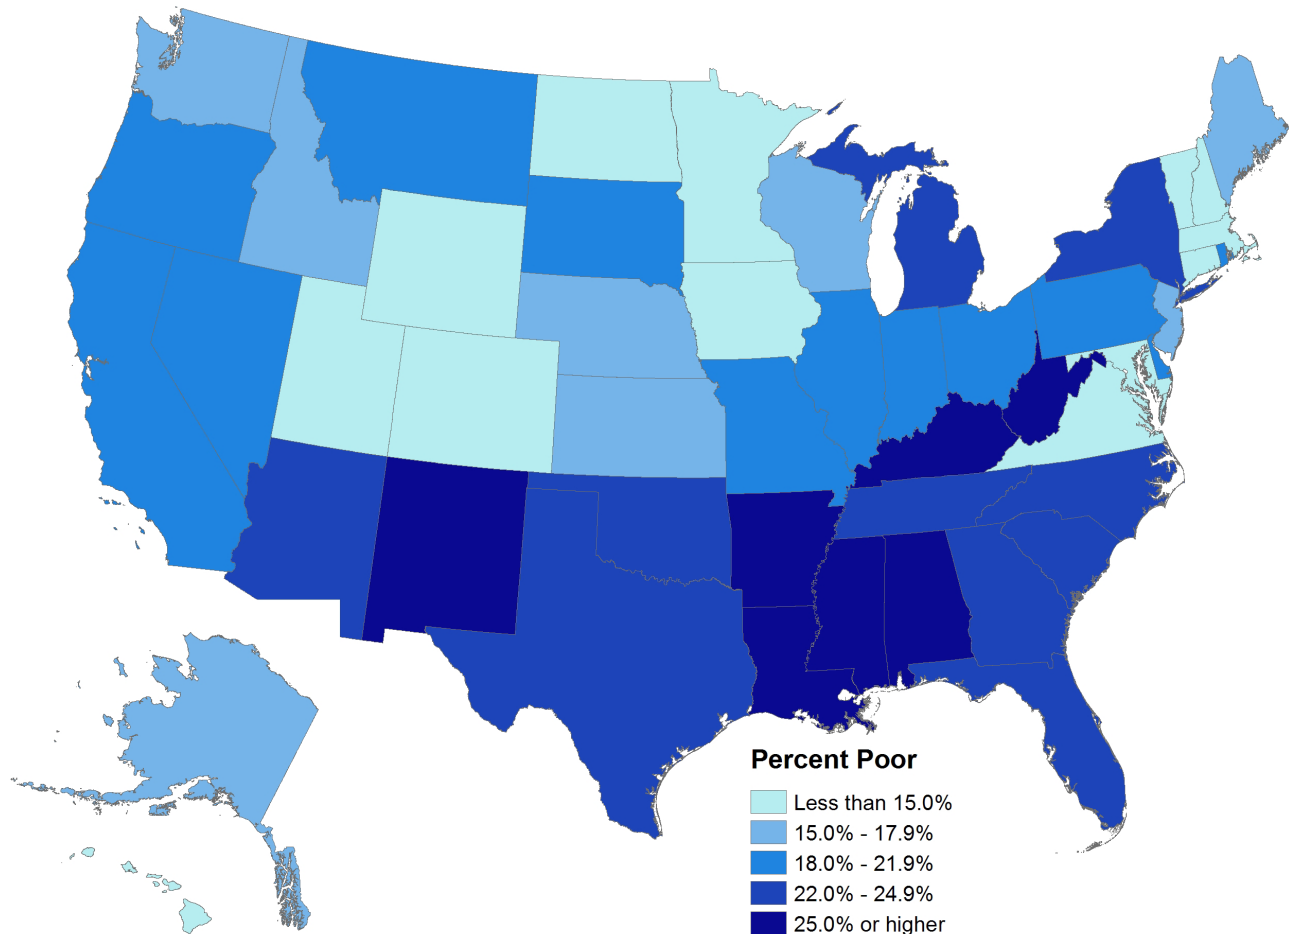 Percent Poor
Less than 15.0%
15.0% - 17.9%
18.0% - 21.9%
22.0% - 24.9%
25.0% or higher